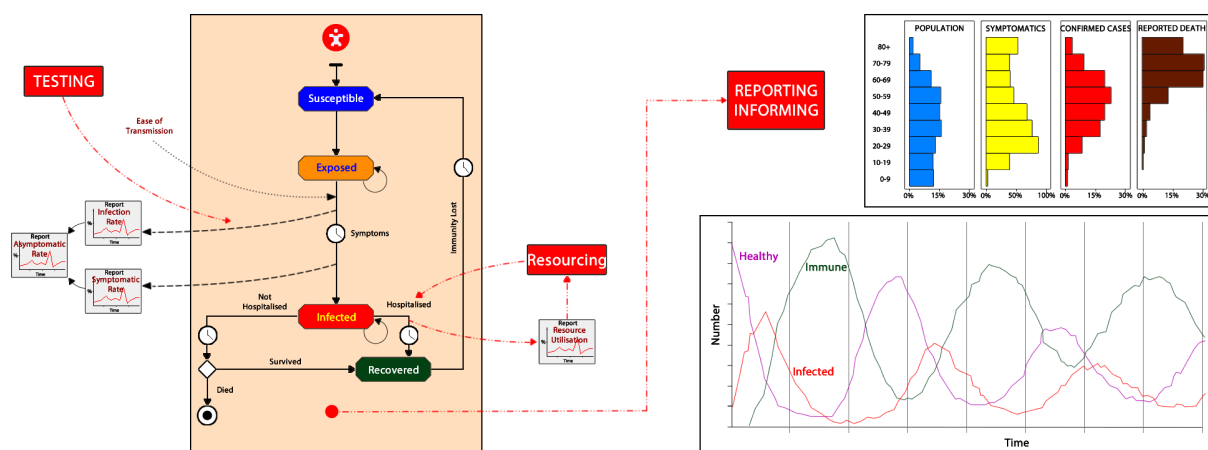 TESTING
Ease of
Transmission
Report
Infection
Rate
%
Time
Report
Asymptomatic
Rate
%
Time
Report
Symptomatic
Rate
%
Time
Susceptible
Exposed
Symptoms
Immunity Lost
Not
Hospitalised
Hospitalised
Infected
Survived
Recovered
Died
Resourcing
Report
Resource
Utilisation
%
Time
REPORTING
INFORMING
POPULATION
SYMPTOMATICS
CONFIRMED CASES
REPORTED DEATH
80+
70-79
60-69
50-59
40-49
30-39
20-29
10-19
0-9
0% 15% 30%
0% 50% 100%
0% 15% 30%
0% 15% 30%
Healthy
Immune
Infected
Number
Time